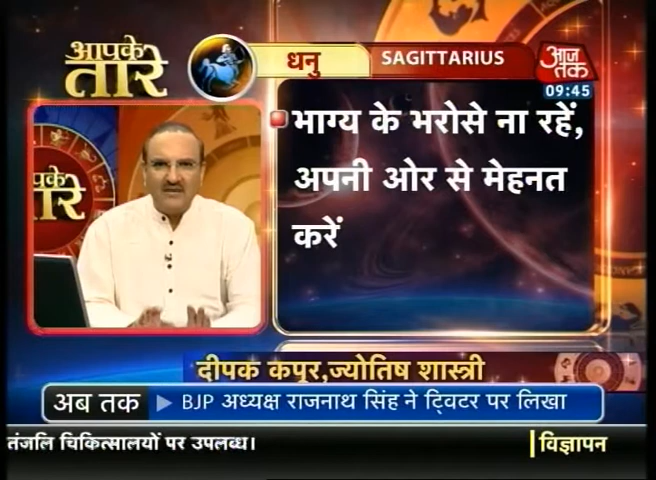 आपके
तारे
धनु
SAGITTARIUS
आज
तक
09:45
भाग्य के भरोसे ना रहें,
अपनी ओर से मेहनत
करें
पके
रे
दीपक कपूर,ज्योतिष शास्त्री
अब तक
BJP अध्यक्ष राजनाथ सिंह ने ट्विटर पर लिखा
तंजलि चिकित्सालयों पर उपलब्ध।
विज्ञापन